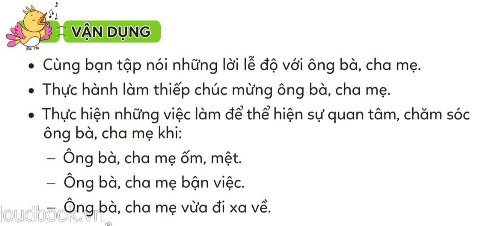 VẬN DỤNG
• Cùng bạn tập nói những lời lễ độ với ông bà, cha mẹ.
• Thực hành làm thiếp chúc mừng ông bà, cha mẹ.
• Thực hiện những việc làm để thể hiện sự quan tâm, chăm sóc
ông bà, cha mẹ khi:
– Ông bà, cha mẹ ốm, mệt.
– Ông bà, cha mẹ bận việc.
– Ông bà, cha mẹ vừa đi xa về.
loudbook.vn